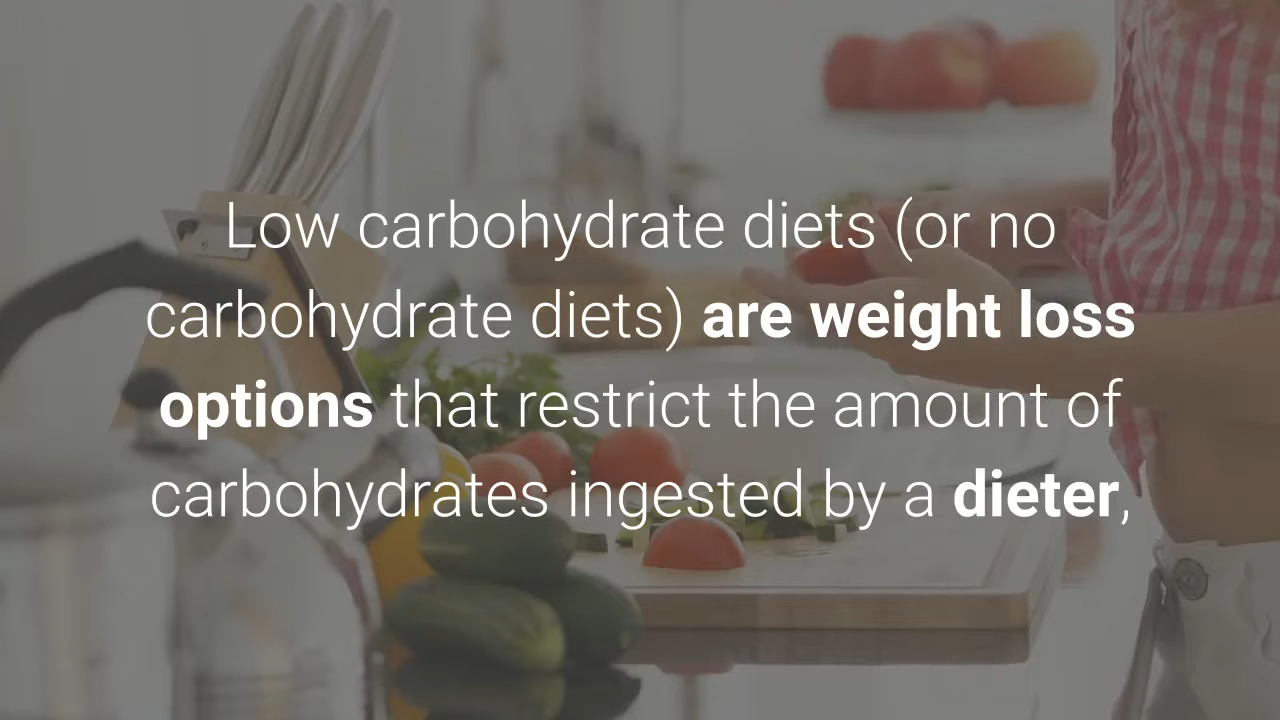 Low carbohydrate diets (or no
carbohydrate diets) are weight loss
options that restrict the amount of
carbohydrates ingested by a dieter,